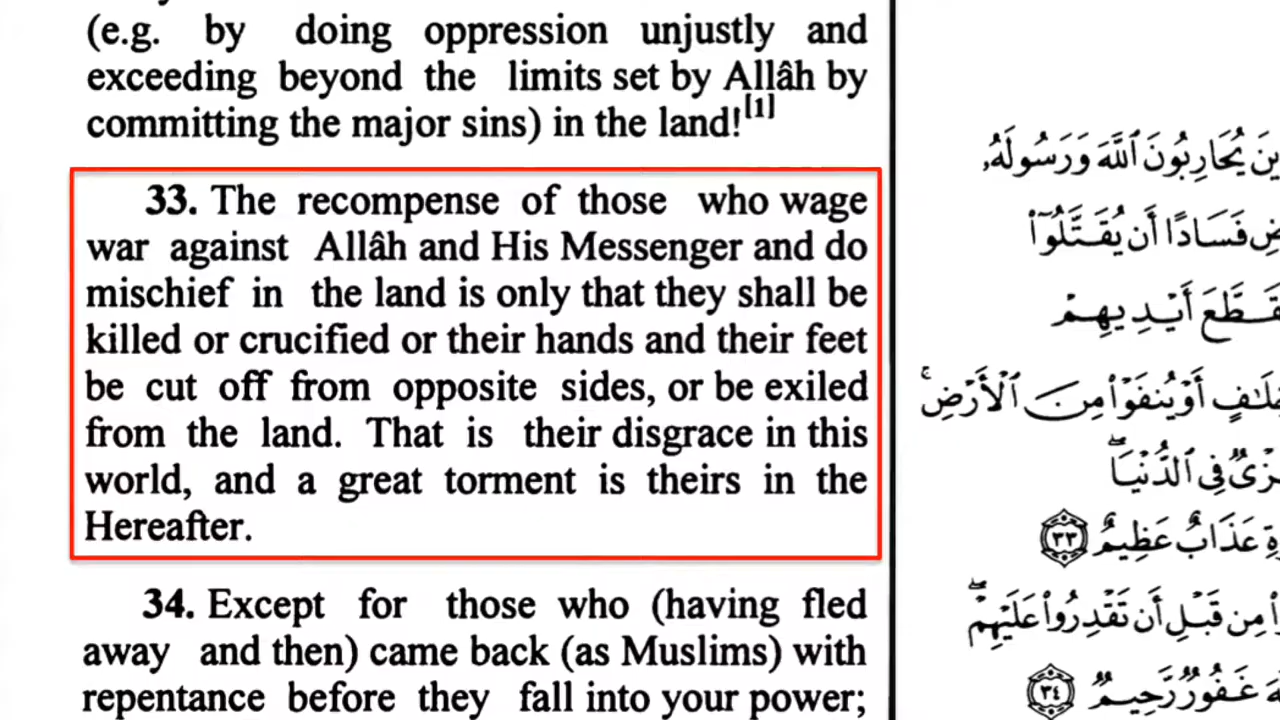 (e.g. by doing oppression unjustly and
exceeding beyond the limits set by Allâh by
committing the major sins) in the land![1]
33. The recompense of those who wage
war against Allâh and His Messenger and do
mischief in the land is only that they shall be
killed or crucified or their hands and their feet
be cut off from opposite sides, or be exiled
from the land. That is their disgrace in this
world, and a great torment is theirs in the
Hereafter.
34. Except for those who (having fled
away and then) came back (as Muslims) with
repentance before they fall into your power;
يُحَارِبُونَ ٱللَّهَ وَرَسُولَهُۥ
فَسَادًا أَن يُقَتَّلُوٓا۟
أَيْدِيهِمْ
أَوْ يُنفَوْا۟ مِنَ ٱلْأَرْضِ ۚ
فِى ٱلدُّنْيَا ۖ
عَذَابٌ عَظِيمٌ ٣٣
مِن قَبْلِ أَن تَقْدِرُوا۟ عَلَيْهِمْ ۖ
غَفُورٌ رَّحِيمٌ ٣٤